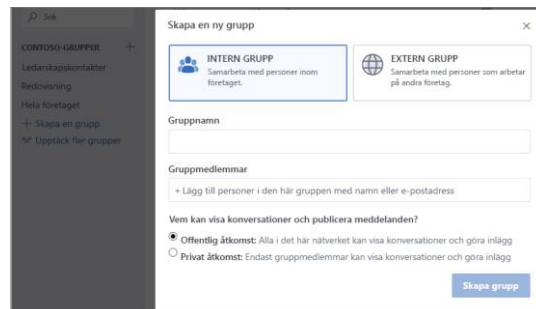 Sök
CONTOSO-GRUPPER +
Ledarskapskontakter
Redovisning
Hela företaget
+ Skapa en grupp
Upptäck fler grupper
Skapa en ny grupp
INTERN GRUPP
Samarbeta med personer inom
företaget.
EXTERN GRUPP
Samarbeta med personer som arbetar
på andra företag.
Gruppnamn
Gruppmedlemmar
+ Lägg till personer i den här gruppen med namn eller e-postadress
Vem kan visa konversationer och publicera meddelanden?
Offentlig åtkomst: Alla i det här nätverket kan visa konversationer och göra inlägg
Privat åtkomst: Endast gruppmedlemmar kan visa konversationer och göra inlägg
Skapa grupp